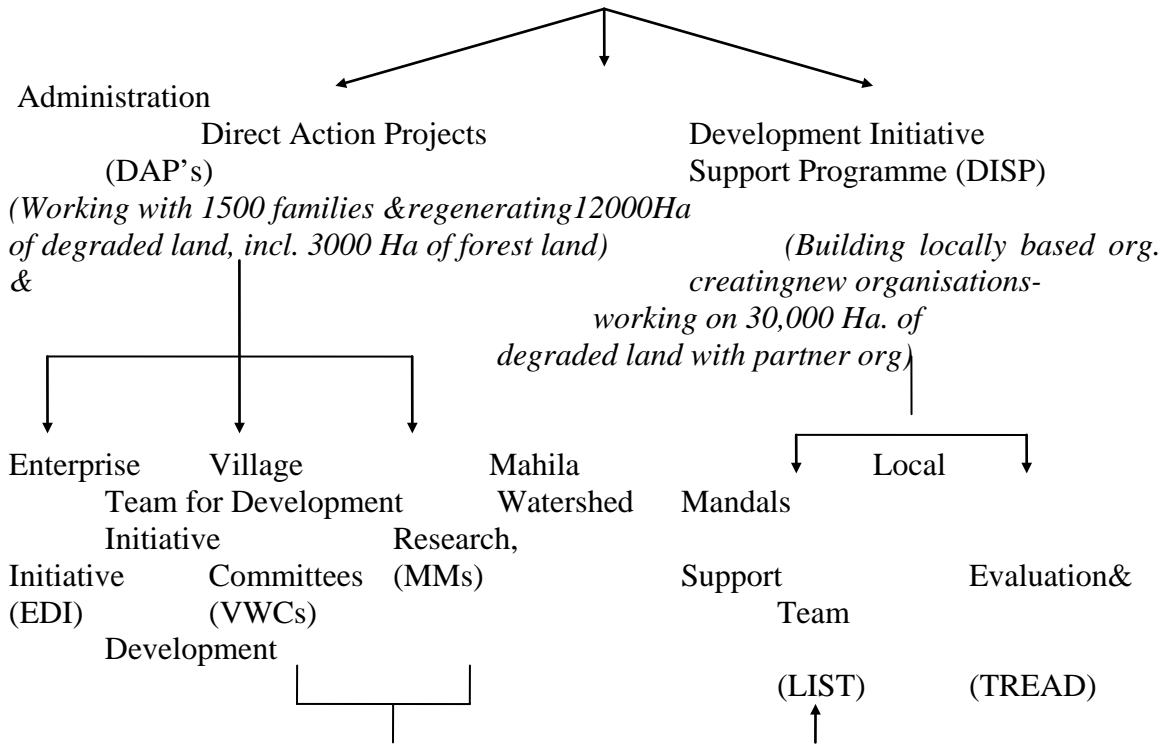 Administration
Direct Action Projects Development Initiative
(DAP’s) Support Programme (DISP)
(Working with 1500 families &regenerating12000Ha
of degraded land, incl. 3000 Ha of forest land) (Building locally based org.
& creatingnew organisations-
working on 30,000 Ha. of
degraded land with partner org)
Enterprise Village Mahila Local
Team for Development Watershed Mandals
Initiative Research,
Initiative Committees (MMs) Support Evaluation&
(EDI) (VWCs) Team
Development
(LIST) (TREAD)